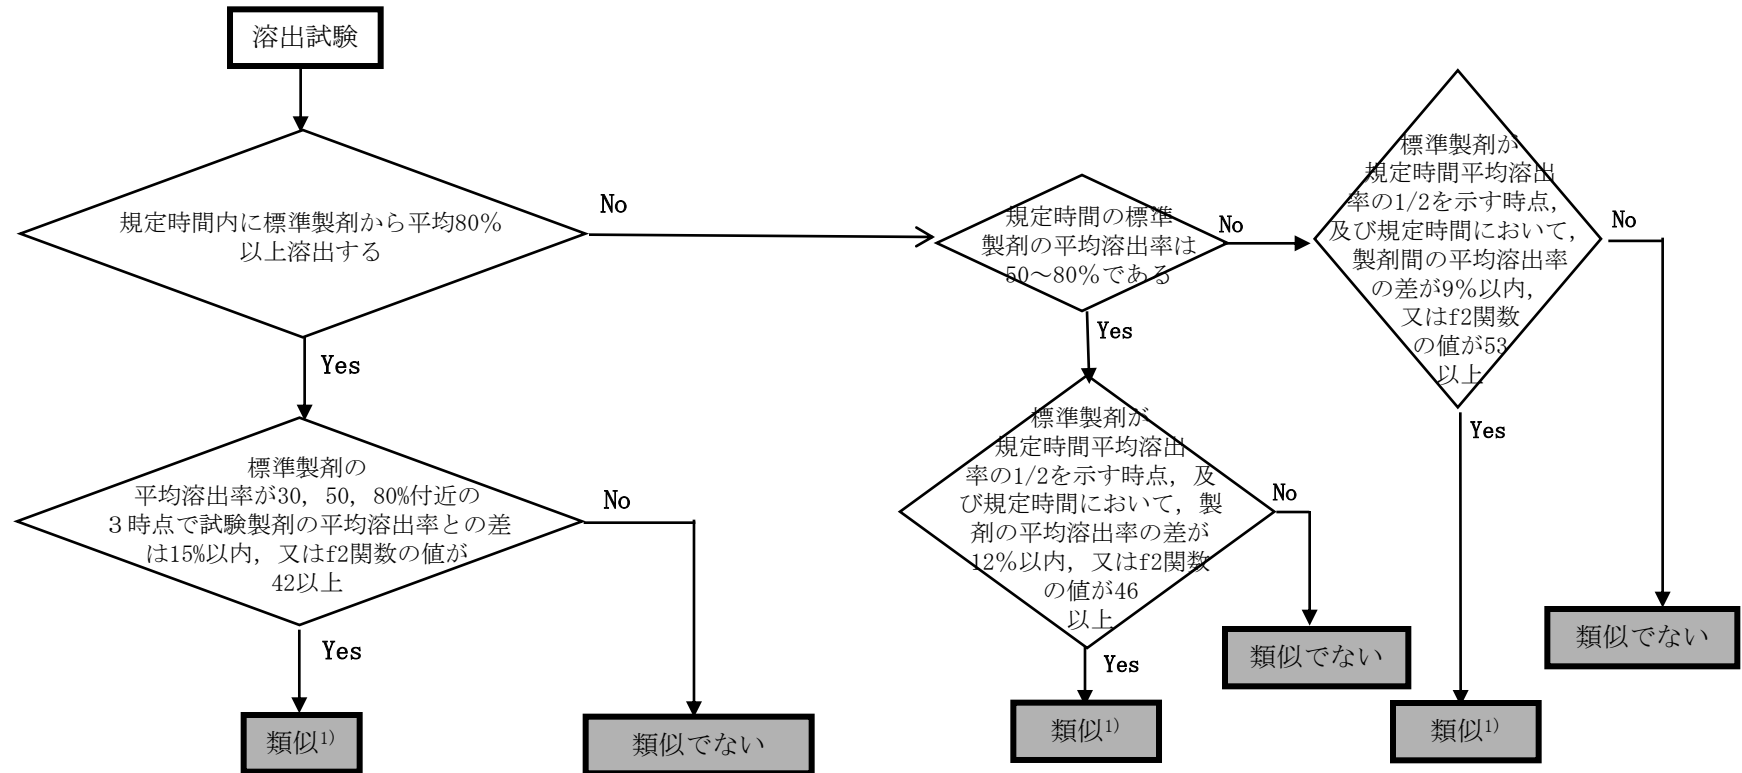 溶出試験
規定時間内に標準製剤から平均80%
以上溶出する
No
Yes
標準製剤の
平均溶出率が30, 50, 80%付近の
３時点で試験製剤の平均溶出率との差
は15%以内, 又はf2関数の値が
42以上
No
Yes
類似1)
類似でない
規定時間の標準
製剤の平均溶出率は
50～80%である
No
Yes
標準製剤が
規定時間平均溶出
率の1/2を示す時点, 及
び規定時間において, 製
剤の平均溶出率の差が
12%以内, 又はf2関数
の値が46
以上
No
Yes
類似でない
類似1)
標準製剤が
規定時間平均溶出
率の1/2を示す時点,
及び規定時間において,
製剤間の平均溶出率
の差が9%以内,
又はf2関数
の値が53
以上
No
Yes
類似でない
類似1)